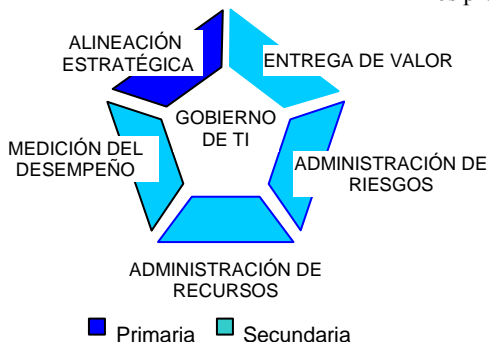 ALINEACIÓN
ESTRATÉGICA
ENTREGA DE VALOR
GOBIERNO
DE TI
MEDICIÓN DEL
DESEMPEÑO
ADMINISTRACIÓN DE
RIESGOS
ADMINISTRACIÓN DE
RECURSOS
Primaria Secundaria